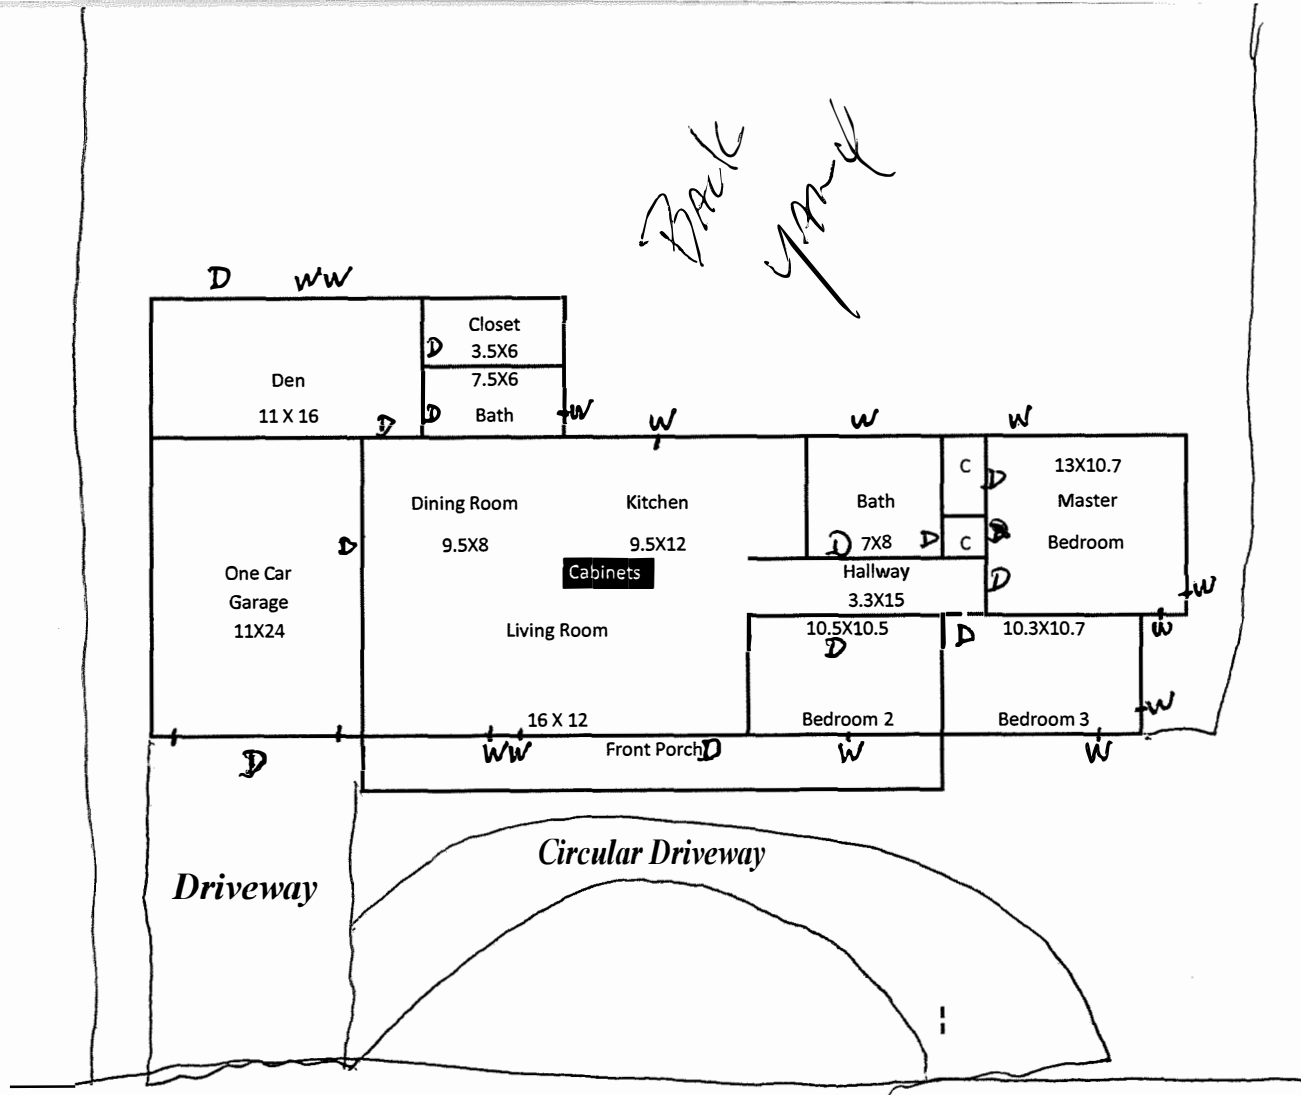 BACK
YARD
D WW
Closet
D 3.5X6
Den 7.5X6
11 X 16 D D Bath W
W W W
C 13X10.7
D
Dining Room Kitchen Bath Master
9.5X8 9.5X12 D 7X8 D C Bedroom
D
One Car Cabinets Hallway D
Garage 3.3X15 W
11X24 Living Room 10.5X10.5 D 10.3X10.7 W
D
16 X 12 Bedroom 2 Bedroom 3 W
D WW Front Porch D W W
Circular Driveway
Driveway